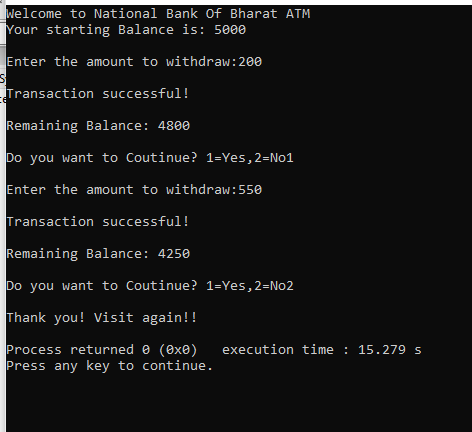 Welcome to National Bank Of Bharat ATM
Your starting Balance is: 5000
Enter the amount to withdraw:200
Transaction successful!
Remaining Balance: 4800
Do you want to Coutinue? 1=Yes,2=No1
Enter the amount to withdraw:550
Transaction successful!
Remaining Balance: 4250
Do you want to Coutinue? 1=Yes,2=No2
Thank you! Visit again!!
Process returned 0 (0x0)   execution time : 15.279 s
Press any key to continue.